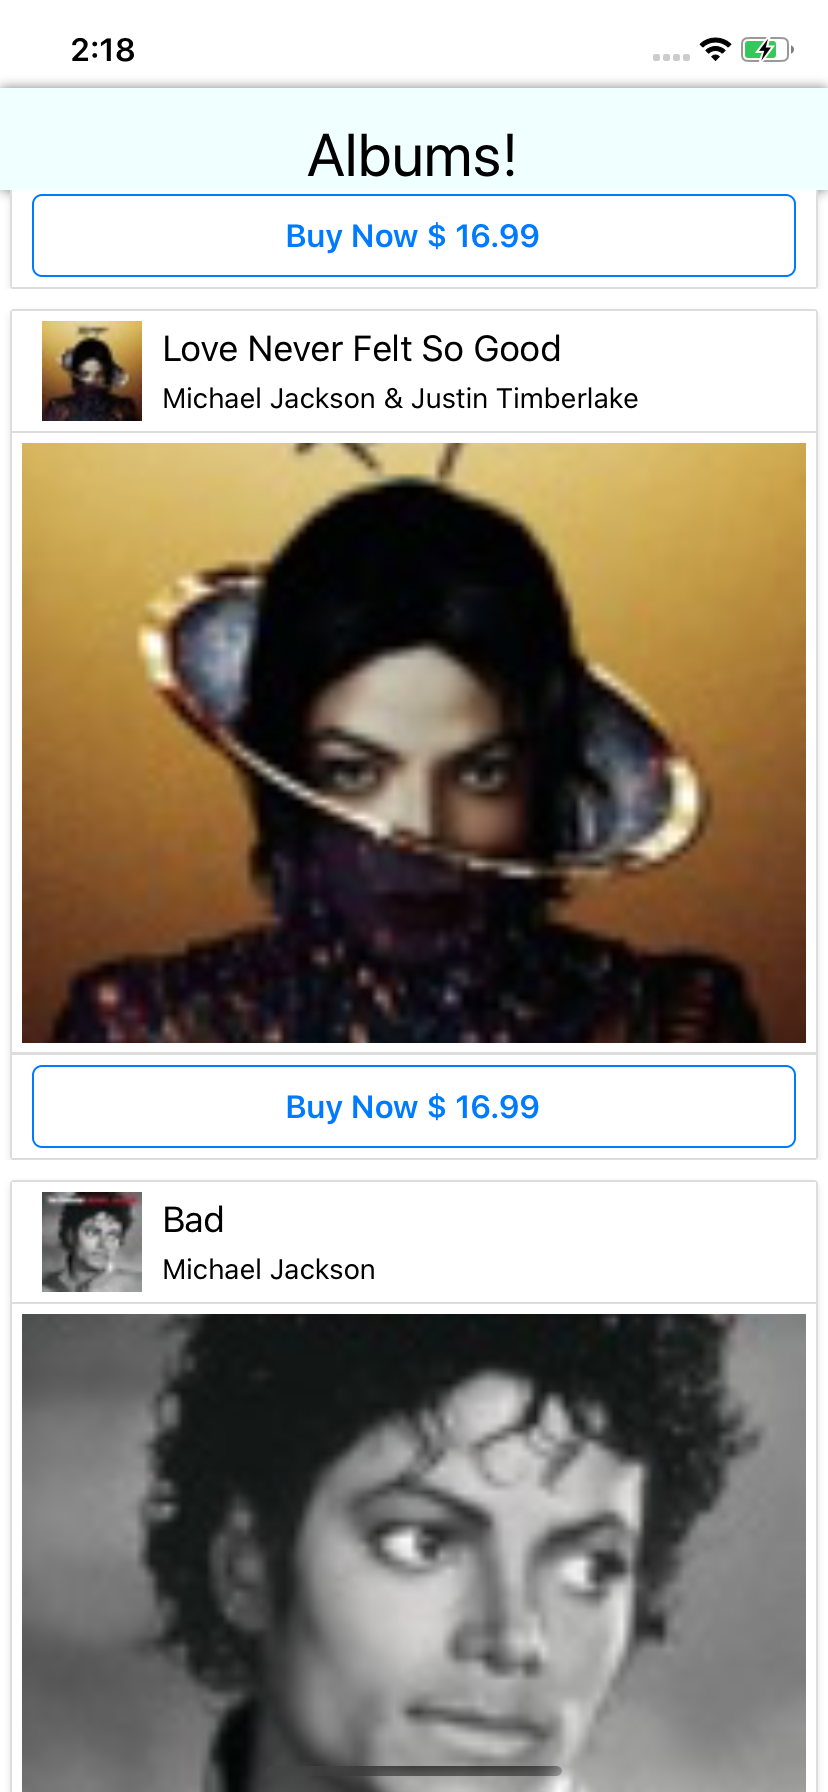 2:18
Albums!
Buy Now $ 16.99
Love Never Felt So Good
Michael Jackson & Justin Timberlake
Buy Now $ 16.99
Bad
Michael Jackson